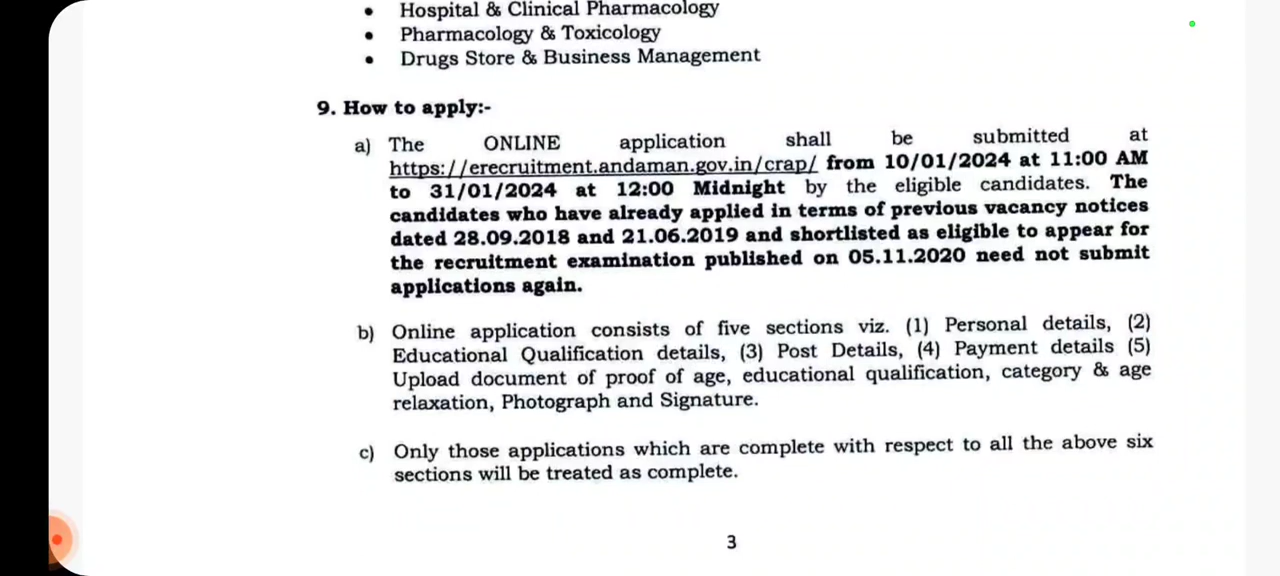 • Hospital & Clinical Pharmacology
• Pharmacology & Toxicology
• Drugs Store & Business Management
9. How to apply:-
a) The ONLINE application shall be submitted at
https://erecruitment.andaman.gov.in/crap/ from 10/01/2024 at 11:00 AM
to 31/01/2024 at 12:00 Midnight by the eligible candidates. The
candidates who have already applied in terms of previous vacancy notices
dated 28.09.2018 and 21.06.2019 and shortlisted as eligible to appear for
the recruitment examination published on 05.11.2020 need not submit
applications again.
b) Online application consists of five sections viz. (1) Personal details, (2)
Educational Qualification details, (3) Post Details, (4) Payment details (5)
Upload document of proof of age, educational qualification, category & age
relaxation, Photograph and Signature.
c) Only those applications which are complete with respect to all the above six
sections will be treated as complete.
3